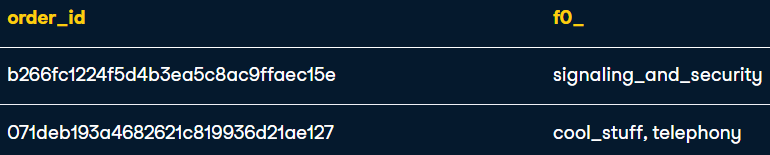 order_id f0_
b266fc1224f5d4b3ea5c8ac9ffaec15e signaling_and_security
071deb193a4682621c819936d21ae127 cool_stuff, telephony